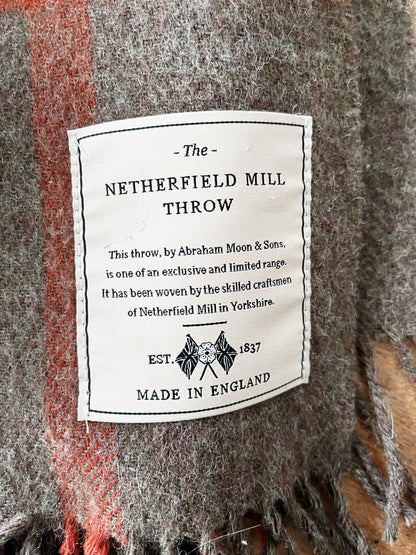 - The -
NETHERFIELD MILL
THROW
This throw, by Abraham Moon & Sons,
is one of an exclusive and limited range.
It has been woven by the skilled craftsmen
of Netherfield Mill in Yorkshire.
EST. 1837
MADE IN ENGLAND